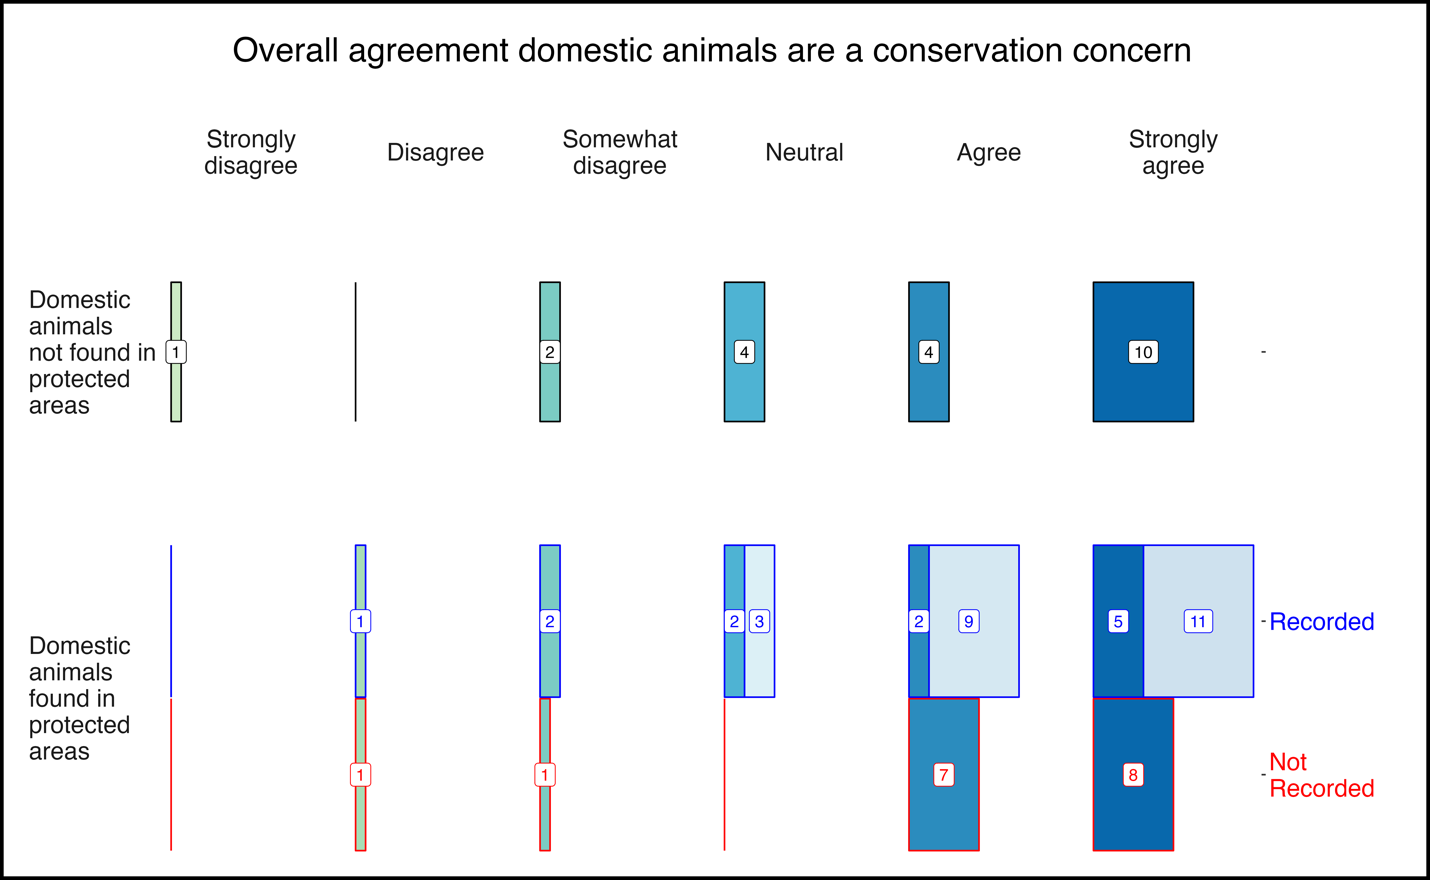 Overall agreement domestic animals are a conservation concern
Strongly
disagree
Disagree
Somewhat
disagree
Neutral
Agree
Strongly
agree
Domestic
animals
not found in
protected
areas
1
2
4
4
10
-
Domestic
animals
found in
protected
areas
1
2
2
3
2
9
5
11
- Recorded
1
1
7
8
- Not
Recorded